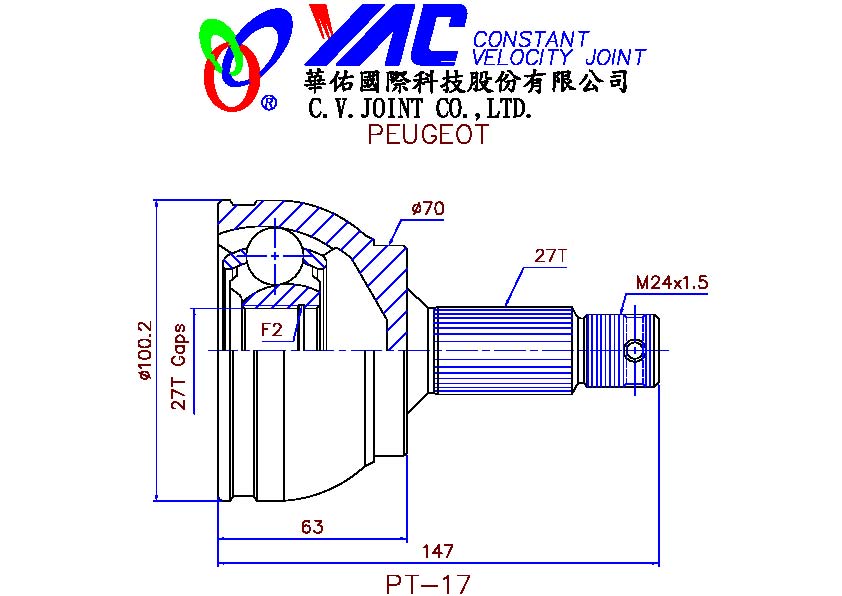 YAC CONSTANT
VELOCITY JOINT
®
華佑國際科技股份有限公司
C.V.JOINT CO.,LTD.
PEUGEOT
ø70
27T
M24x1.5
F2
ø100.2
27T Gaps
63
147
PT-17